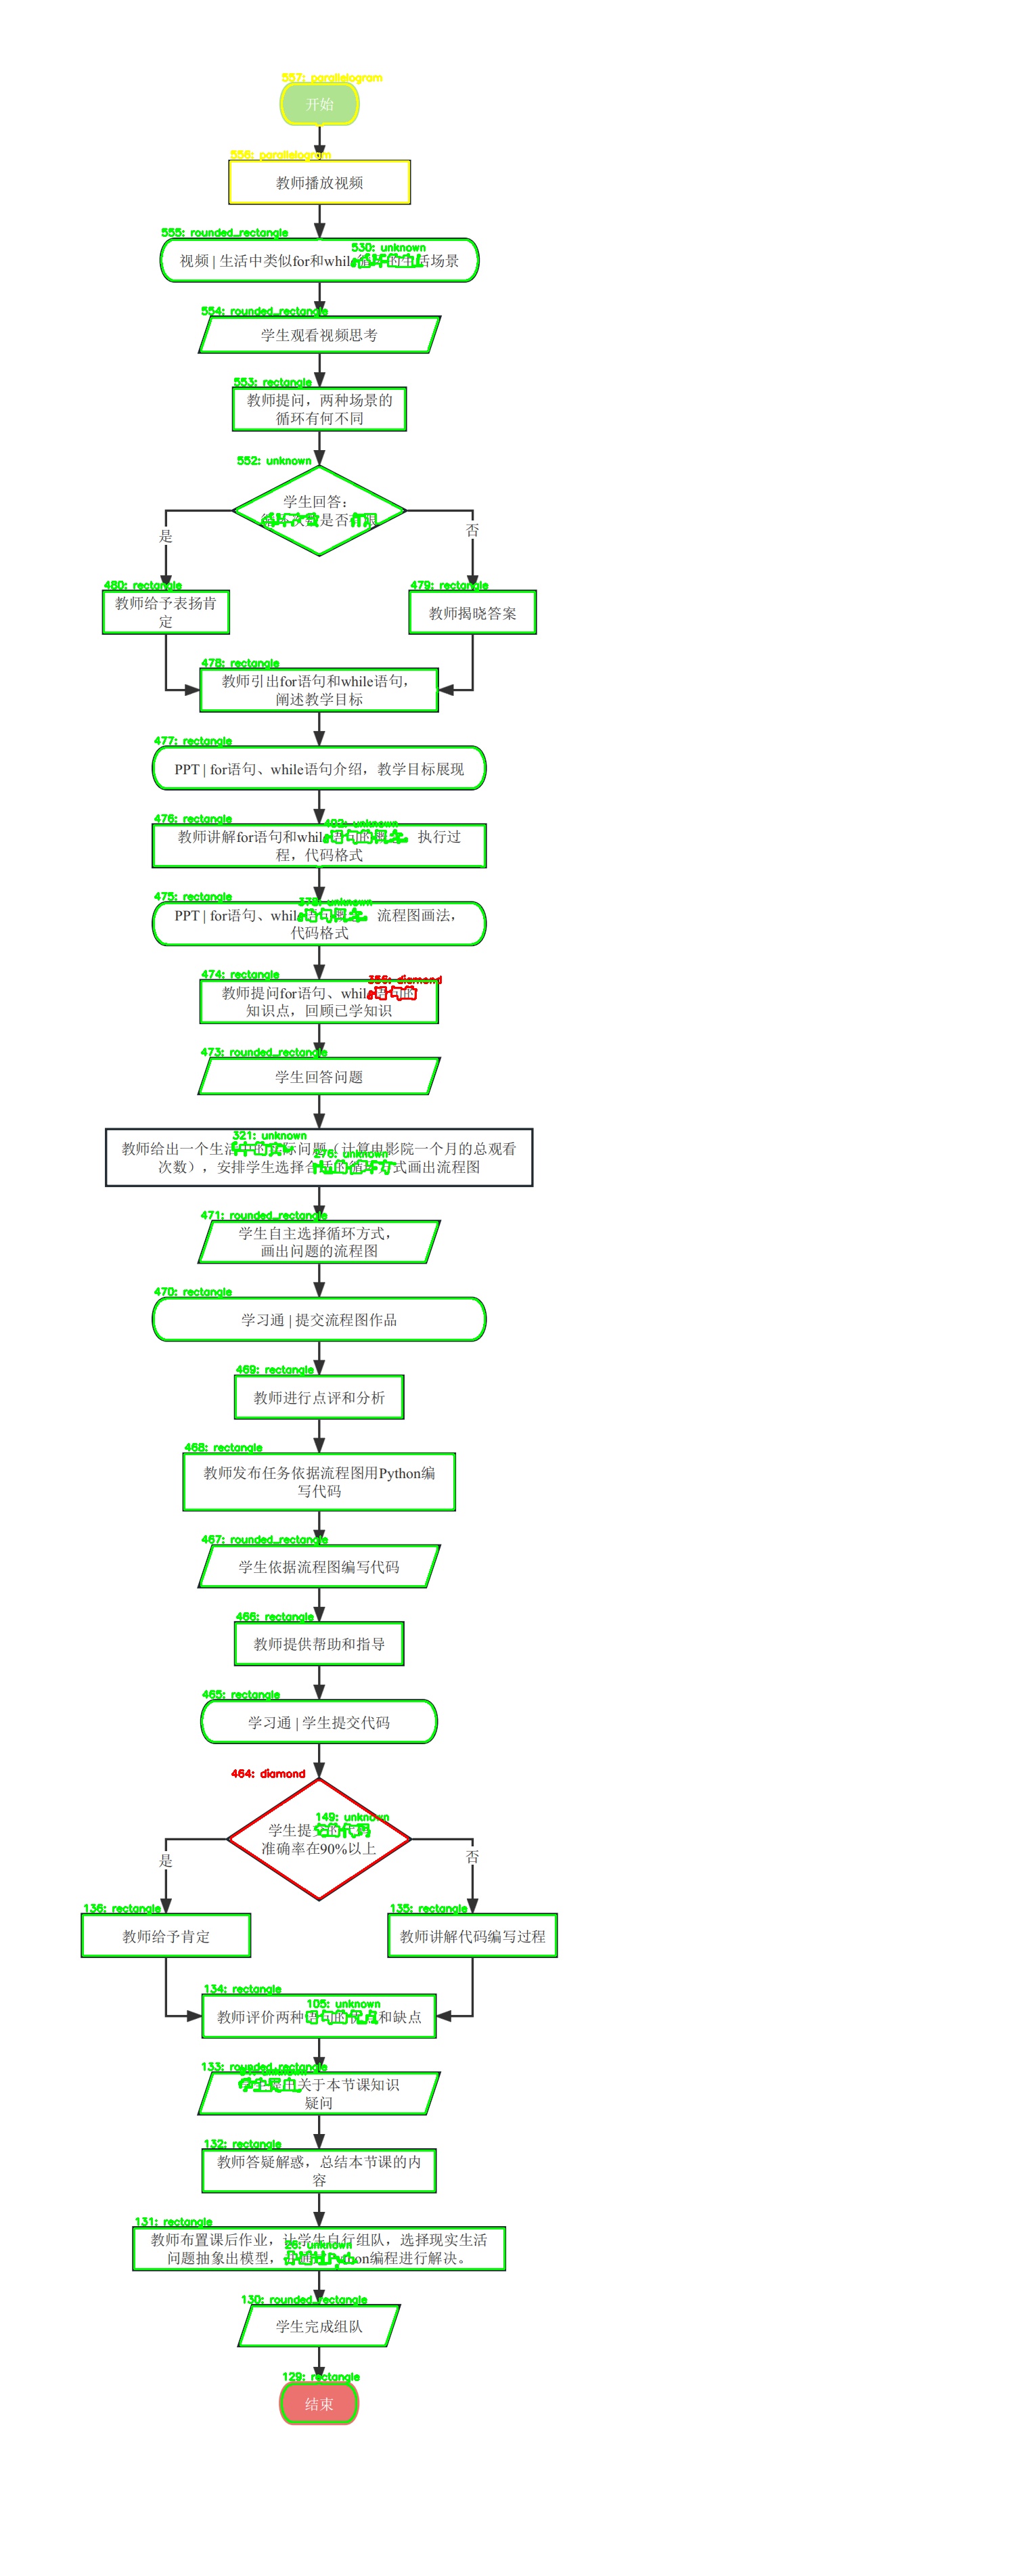 557: parallelogram
开始
556: parallelogram
教师播放视频
555: rounded_rectangle
530: unknown
视频 | 生活中类似for和while循环的生活场景
554: rounded_rectangle
学生观看视频思考
553: rectangle
教师提问，两种场景的
循环有何不同
552: unknown
学生回答：
循环次数是否有限
是
否
480: rectangle
教师给予表扬肯
定
479: rectangle
教师揭晓答案
478: rectangle
教师引出for语句和while语句，
阐述教学目标
477: rectangle
PPT | for语句、while语句介绍，教学目标展现
476: rectangle
492: unknown
教师讲解for语句和while语句的概念、执行过
程，代码格式
475: rectangle
PPT | for语句、while语句概念、流程图画法，
代码格式
474: rectangle
356: diamond
教师提问for语句、while语句的
知识点，回顾已学知识
473: rounded_rectangle
学生回答问题
321: unknown
教师给出一个生活中的实际问题（计算电影院一个月的总观看
276: unknown
次数），安排学生选择合适的循环方式画出流程图
471: rounded_rectangle
学生自主选择循环方式，
画出问题的流程图
470: rectangle
学习通 | 提交流程图作品
469: rectangle
教师进行点评和分析
468: rectangle
教师发布任务依据流程图用Python编
写代码
467: rounded_rectangle
学生依据流程图编写代码
466: rectangle
教师提供帮助和指导
465: rectangle
学习通 | 学生提交代码
464: diamond
149: unknown
学生提交的代码
准确率在90%以上
是
否
136: rectangle
教师给予肯定
135: rectangle
教师讲解代码编写过程
134: rectangle
105: unknown
教师评价两种语句的优点和缺点
133: rounded_rectangle
学生提出关于本节课知识
疑问
132: rectangle
教师答疑解惑，总结本节课的内
容
131: rectangle
教师布置课后作业，让学生自行组队，选择现实生活
26: unknown
问题抽象出模型，并通过Python编程进行解决。
130: rounded_rectangle
学生完成组队
129: rectangle
结束